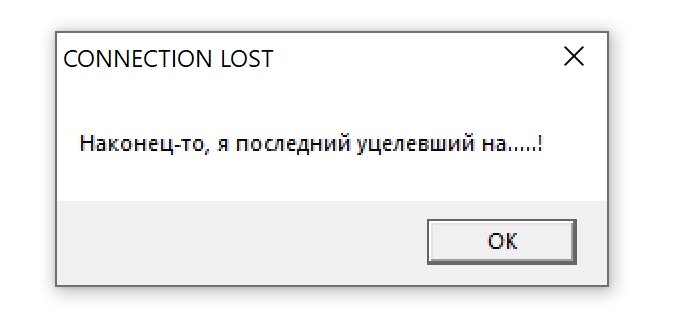 CONNECTION LOST
Наконец-то, я последний уцелевший на.....!
OK